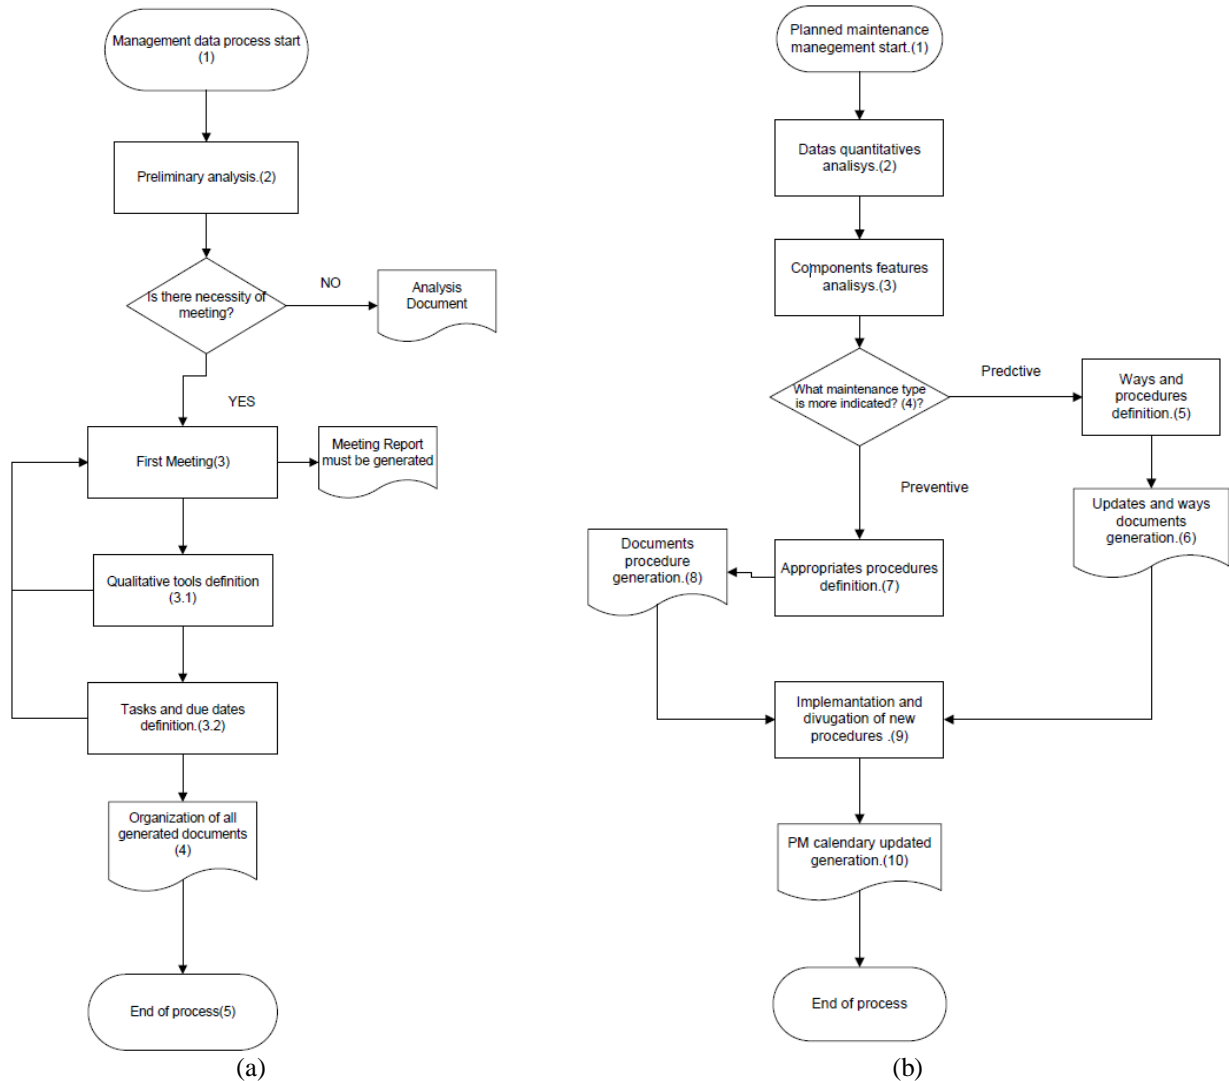 Management data process start
(1)
Preliminary analysis.(2)
Is there necessity of
meeting?
NO
Analysis
Document
YES
First Meeting(3)
Meeting Report
must be generated
Qualitative tools definition
(3.1)
Tasks and due dates
definition.(3.2)
Organization of all
generated documents
(4)
End of process(5)
(a)
Planned maintenance
manegement start.(1)
Datas quantitatives
analisys.(2)
Components features
analisys.(3)
What maintenance type
is more indicated? (4)?
Predctive
Ways and
procedures
definition.(5)
Preventive
Updates and ways
documents
generation.(6)
Documents
procedure
generation.(8)
Appropriates procedures
definition.(7)
Implemantation and
divugation of new
procedures .(9)
PM calendary updated
generation.(10)
End of process
(b)